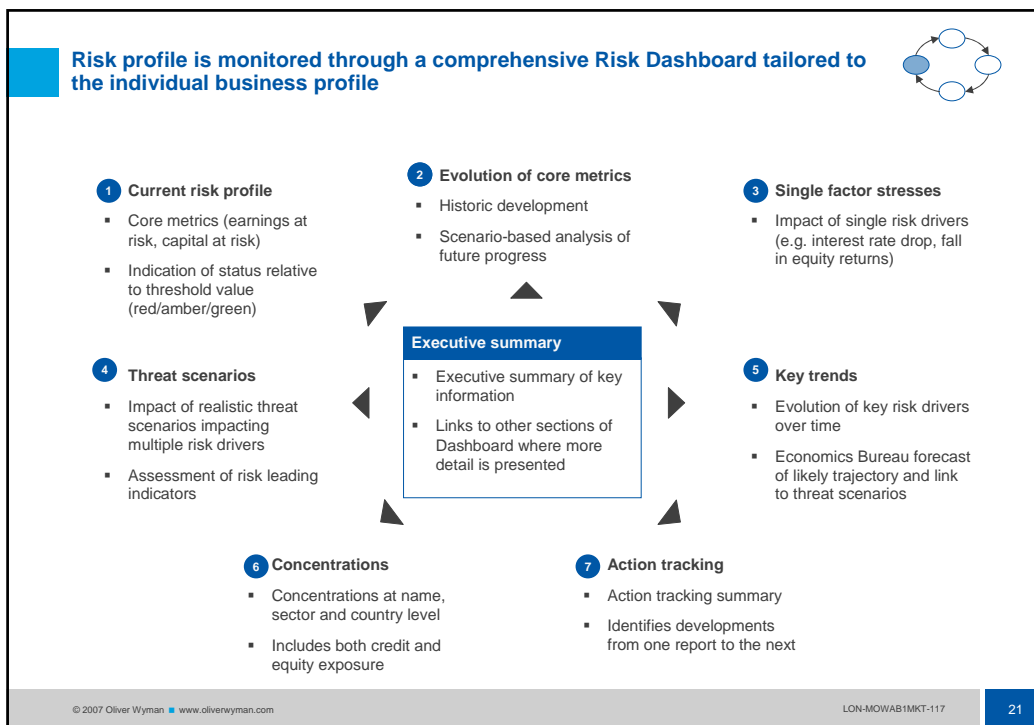 Risk profile is monitored through a comprehensive Risk Dashboard tailored to
the individual business profile
1 Current risk profile
▪ Core metrics (earnings at
risk, capital at risk)
▪ Indication of status relative
to threshold value
(red/amber/green)
2 Evolution of core metrics
▪ Historic development
▪ Scenario-based analysis of
future progress
3 Single factor stresses
▪ Impact of single risk drivers
(e.g. interest rate drop, fall
in equity returns)
Executive summary
▪ Executive summary of key
information
▪ Links to other sections of
Dashboard where more
detail is presented
4 Threat scenarios
▪ Impact of realistic threat
scenarios impacting
multiple risk drivers
▪ Assessment of risk leading
indicators
5 Key trends
▪ Evolution of key risk drivers
over time
▪ Economics Bureau forecast
of likely trajectory and link
to threat scenarios
6 Concentrations
▪ Concentrations at name,
sector and country level
▪ Includes both credit and
equity exposure
7 Action tracking
▪ Action tracking summary
▪ Identifies developments
from one report to the next
© 2007 Oliver Wyman ■ www.oliverwyman.com
LON-MOWAB1MKT-117
21